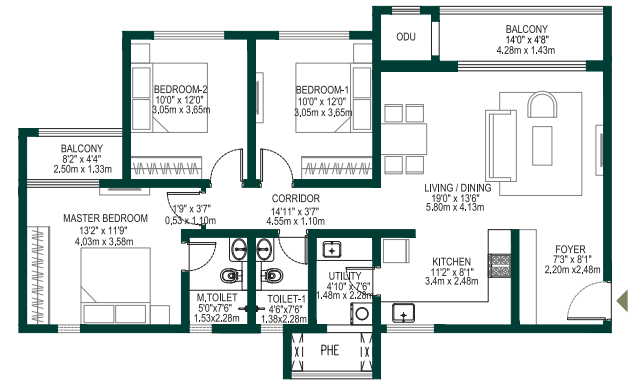 ODU
BALCONY
14'0" x 4'8"
4.28m x 1.43m
BEDROOM-2
10'0" x 12'0"
3,05m x 3,65m
BEDROOM-1
10'0" x 12'0"
3,05m x 3,65m
BALCONY
8'2" x 4'4"
2.50m x 1.33m
MASTER BEDROOM
13'2" x 11'9"
4,03m x 3,58m
1'9" x 3'7"
0,53 x 1.10m
CORRIDOR
14'11" x 3'7"
4.55m x 1.10m
LIVING / DINING
19'0" x 13'6"
5.80m x 4.13m
FOYER
7'3" x 8'1"
2,20m x2,48m
KITCHEN
11'2" x 8'1"
3.4m x 2.48m
UTILITY
4'10" x 7'6"
1.48m x 2.28m
M,TOILET
5'0"x7'6"
1.53x2.28m
TOILET-1
4'6"x7'6"
1.38x2.28m
PHE